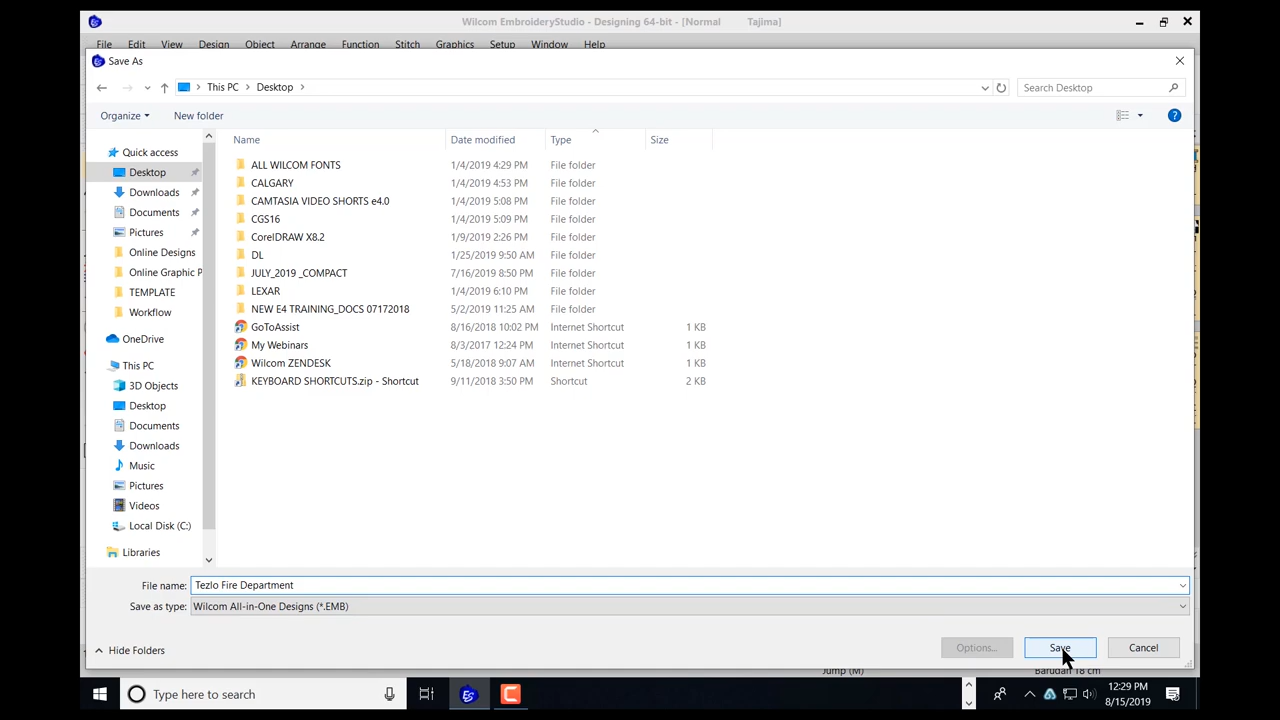 Wilcom EmbroideryStudio - Designing 64-bit - [Normal Tajima]
File Edit View Design Object Arrange Function Stitch Graphics Setup Window Help
Save As
This PC > Desktop >
Search Desktop
Organize New folder
Name Date modified Type Size
Quick access
Desktop
Downloads
Documents
Pictures
Online Designs
Online Graphic P
TEMPLATE
Workflow
OneDrive
This PC
3D Objects
Desktop
Documents
Downloads
Music
Pictures
Videos
Local Disk (C:)
Libraries
ALL WILCOM FONTS 1/4/2019 4:29 PM File folder
CALGARY 1/4/2019 4:53 PM File folder
CAMTASIA VIDEO SHORTS e4.0 1/4/2019 5:08 PM File folder
CGS16 1/4/2019 5:09 PM File folder
CorelDRAW X8.2 1/9/2019 2:26 PM File folder
DL 1/25/2019 9:50 AM File folder
JULY_2019 _COMPACT 7/16/2019 8:50 PM File folder
LEXAR 1/4/2019 6:10 PM File folder
NEW E4 TRAINING_DOCS 07172018 5/2/2019 11:25 AM File folder
GoToAssist 8/16/2018 10:02 PM Internet Shortcut 1 KB
My Webinars 8/3/2017 12:24 PM Internet Shortcut 1 KB
Wilcom ZENDESK 5/18/2018 9:07 AM Internet Shortcut 1 KB
KEYBOARD SHORTCUTS.zip - Shortcut 9/11/2018 3:50 PM Shortcut 2 KB
File name: Tezlo Fire Department
Save as type: Wilcom All-in-One Designs (*.EMB)
Hide Folders
Options... Save Cancel
Jump (M) Barudan 18 cm
Type here to search
12:29 PM
8/15/2019